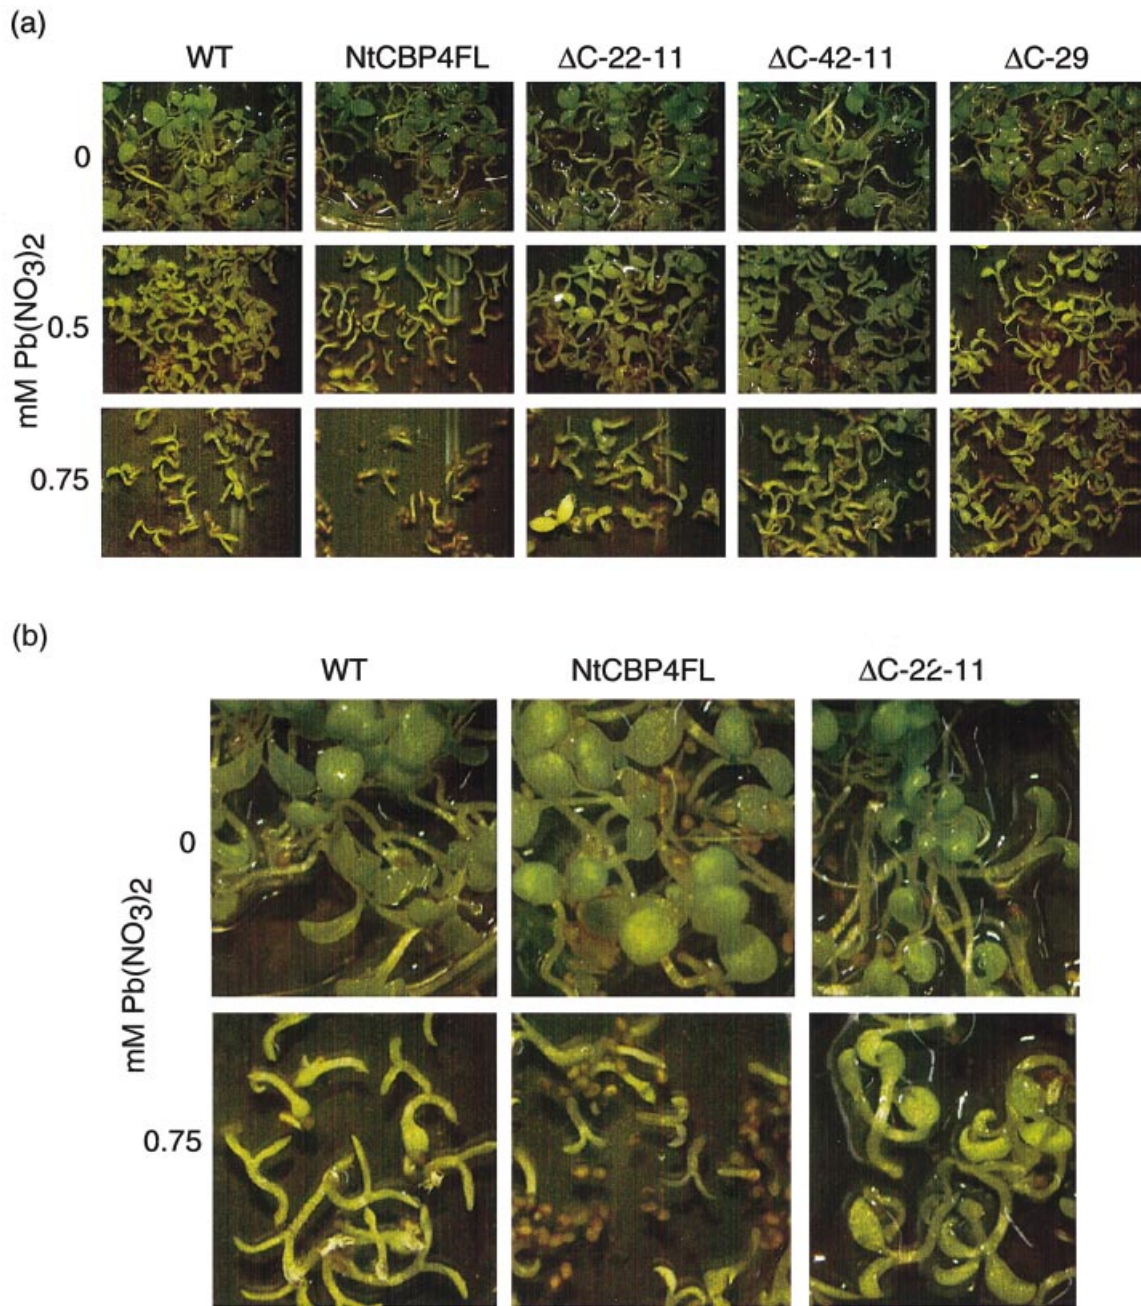 (a)
WT NtCBP4FL ΔC-22-11 ΔC-42-11 ΔC-29
0
0.5
0.75
mM Pb(NO3)2
(b)
WT NtCBP4FL ΔC-22-11
0
0.75
mM Pb(NO3)2